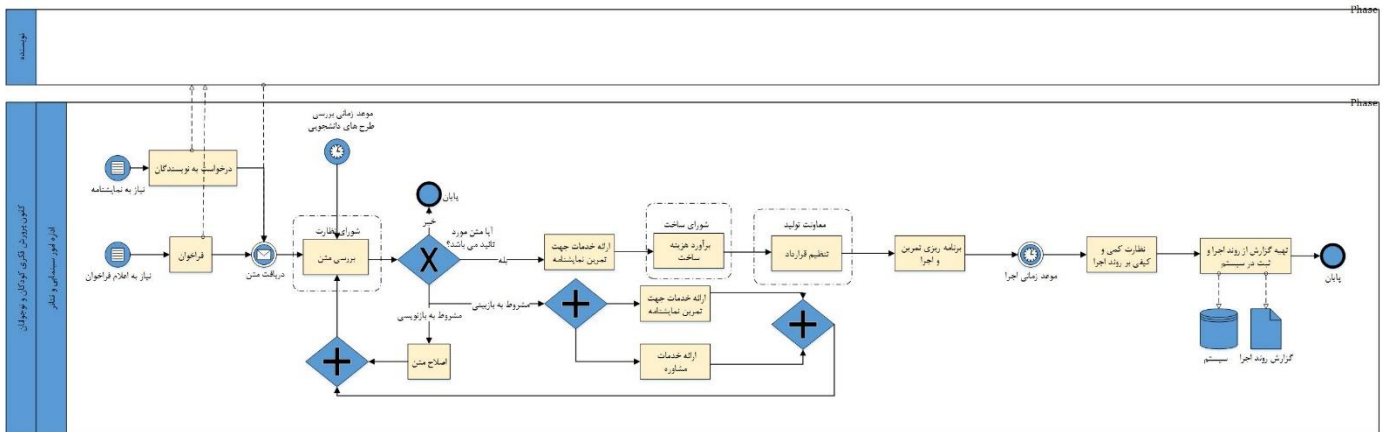 Phase
نویسنده
Phase
کانون پرورش فکری کودکان و نوجوانان
اداره امور سینمایی و تئاتر
نیاز به نمایشنامه
درخواست به نویسندگان
نیاز به اعلام فراخوان
فراخوان
دریافت متن
موعد زمانی بررسی
طرح های دانشجویی
شورای نظارت
بررسی متن
پایان
خیر
آیا متن مورد
تائید می باشد؟
بله
مشروط به بازبینی
مشروط به بازنویسی
اصلاح متن
ارائه خدمات جهت
تمرین نمایشنامه
شورای ساخت
برآورد هزینه
ساخت
معاونت تولید
تنظیم قرارداد
ارائه خدمات جهت
تمرین نمایشنامه
ارائه خدمات
مشاوره
برنامه ریزی تمرین
و اجرا
موعد زمانی اجرا
نظارت کمی و
کیفی بر روند اجرا
تهیه گزارش از روند اجرا و
ثبت در سیستم
پایان
سیستم
گزارش روند اجرا